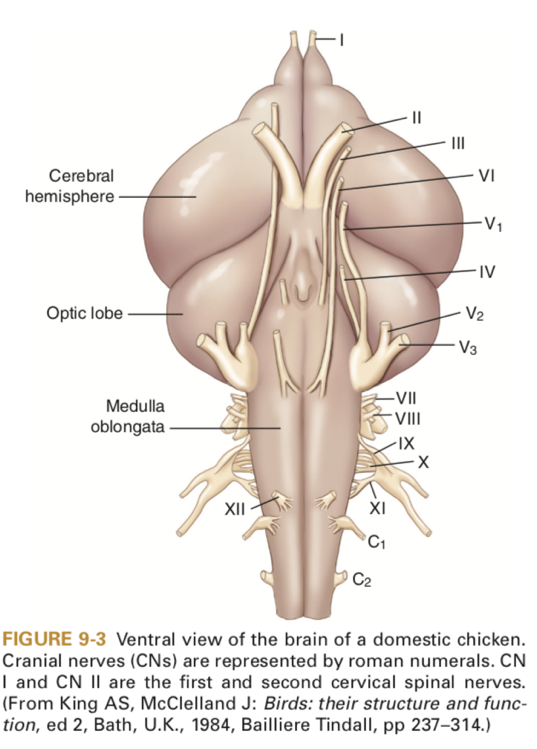 I
II
III
Cerebral
hemisphere
VI
V1
IV
Optic lobe
V2
V3
VII
Medulla
oblongata
VIII
IX
X
XII
XI
C1
C2
FIGURE 9-3 Ventral view of the brain of a domestic chicken.
Cranial nerves (CNs) are represented by roman numerals. CN
I and CN II are the first and second cervical spinal nerves.
(From King AS, McClelland J: Birds: their structure and func-
tion, ed 2, Bath, U.K., 1984, Bailliere Tindall, pp 237–314.)